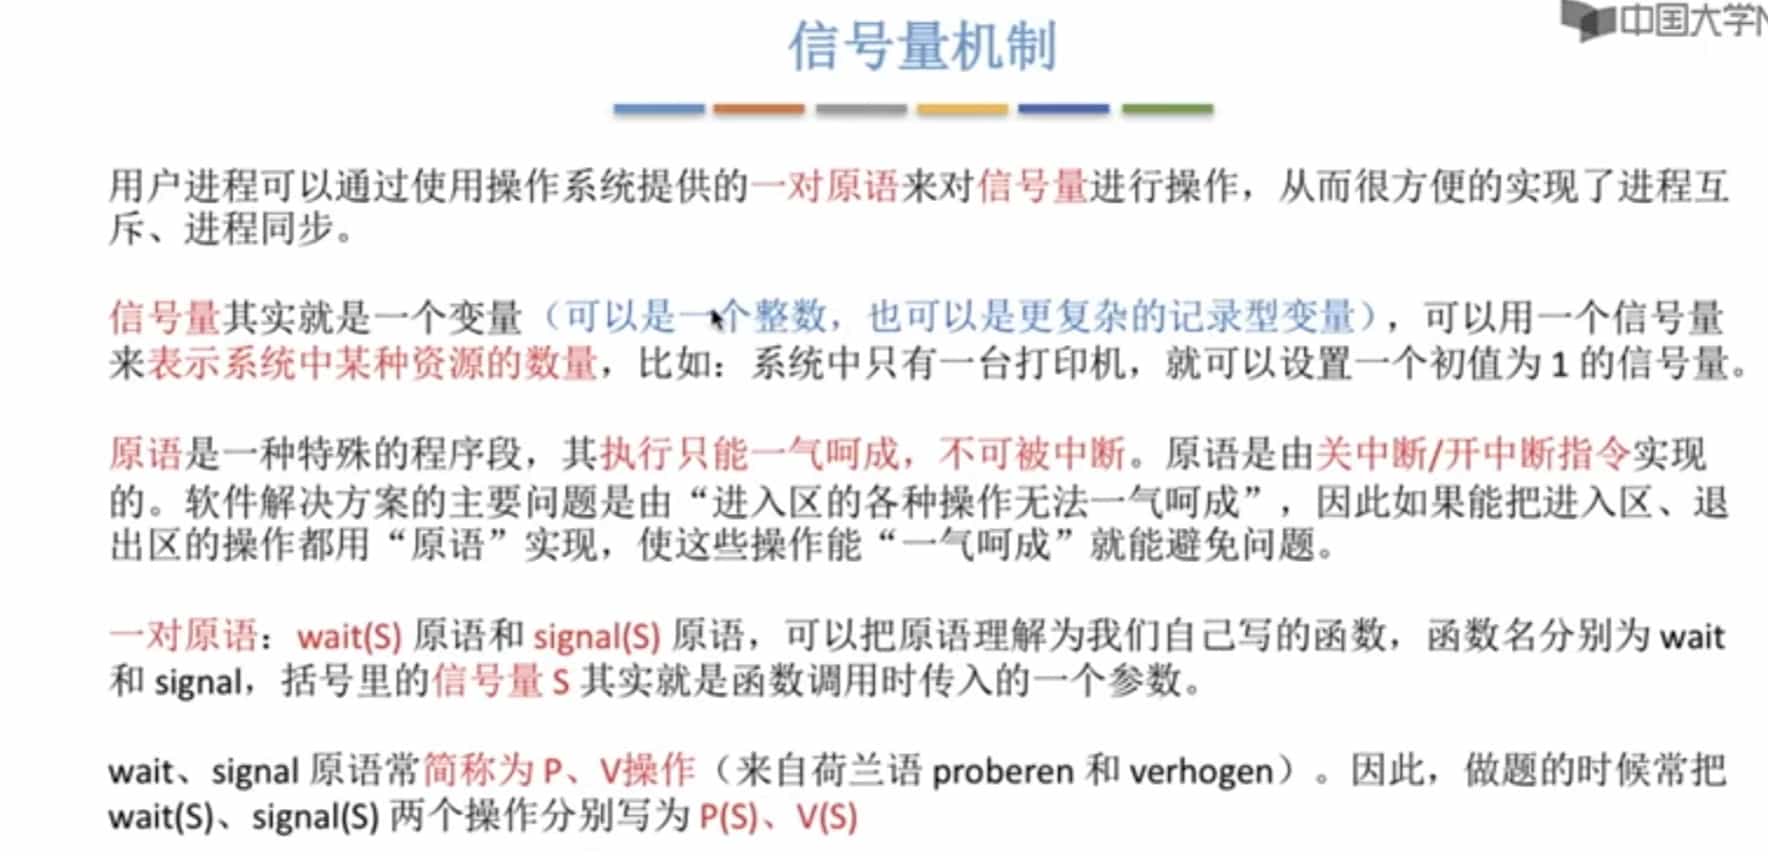 中国大学
信号量机制
用户进程可以通过使用操作系统提供的一对原语来对信号量进行操作，从而很方便的实现了进程互
斥、进程同步。
信号量其实就是一个变量（可以是一个整数，也可以是更复杂的记录型变量），可以用一个信号量
来表示系统中某种资源的数量，比如：系统中只有一台打印机，就可以设置一个初值为 1 的信号量。
原语是一种特殊的程序段，其执行只能一气呵成，不可被中断。原语是由关中断/开中断指令实现
的。软件解决方案的主要问题是由“进入区的各种操作无法一气呵成”，因此如果能把进入区、退
出区的操作都用“原语”实现，使这些操作能“一气呵成”就能避免问题。
一对原语：wait(S) 原语和 signal(S) 原语，可以把原语理解为我们自己写的函数，函数名分别为 wait
和 signal，括号里的信号量 S 其实就是函数调用时传入的一个参数。
wait、signal 原语常简称为 P、V操作（来自荷兰语 proberen 和 verhogen）。因此，做题的时候常把
wait(S)、signal(S) 两个操作分别写为 P(S)、V(S)